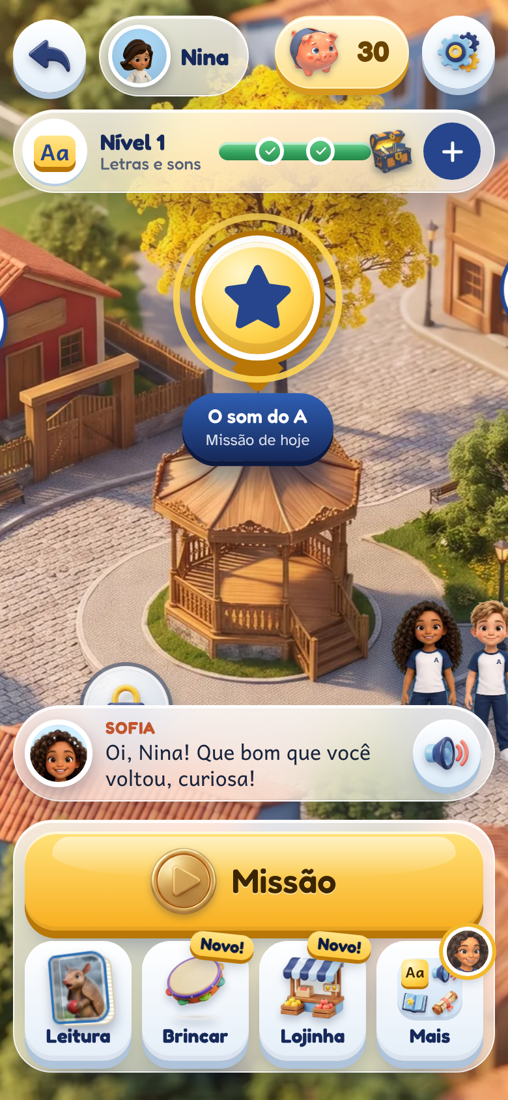 Nina
30
Aa
Nível 1
Letras e sons
+
O som do A
Missão de hoje
A
A
SOFIA
Oi, Nina! Que bom que você
voltou, curiosa!
Missão
Novo!
Novo!
Aa
Leitura
Brincar
Lojinha
Mais